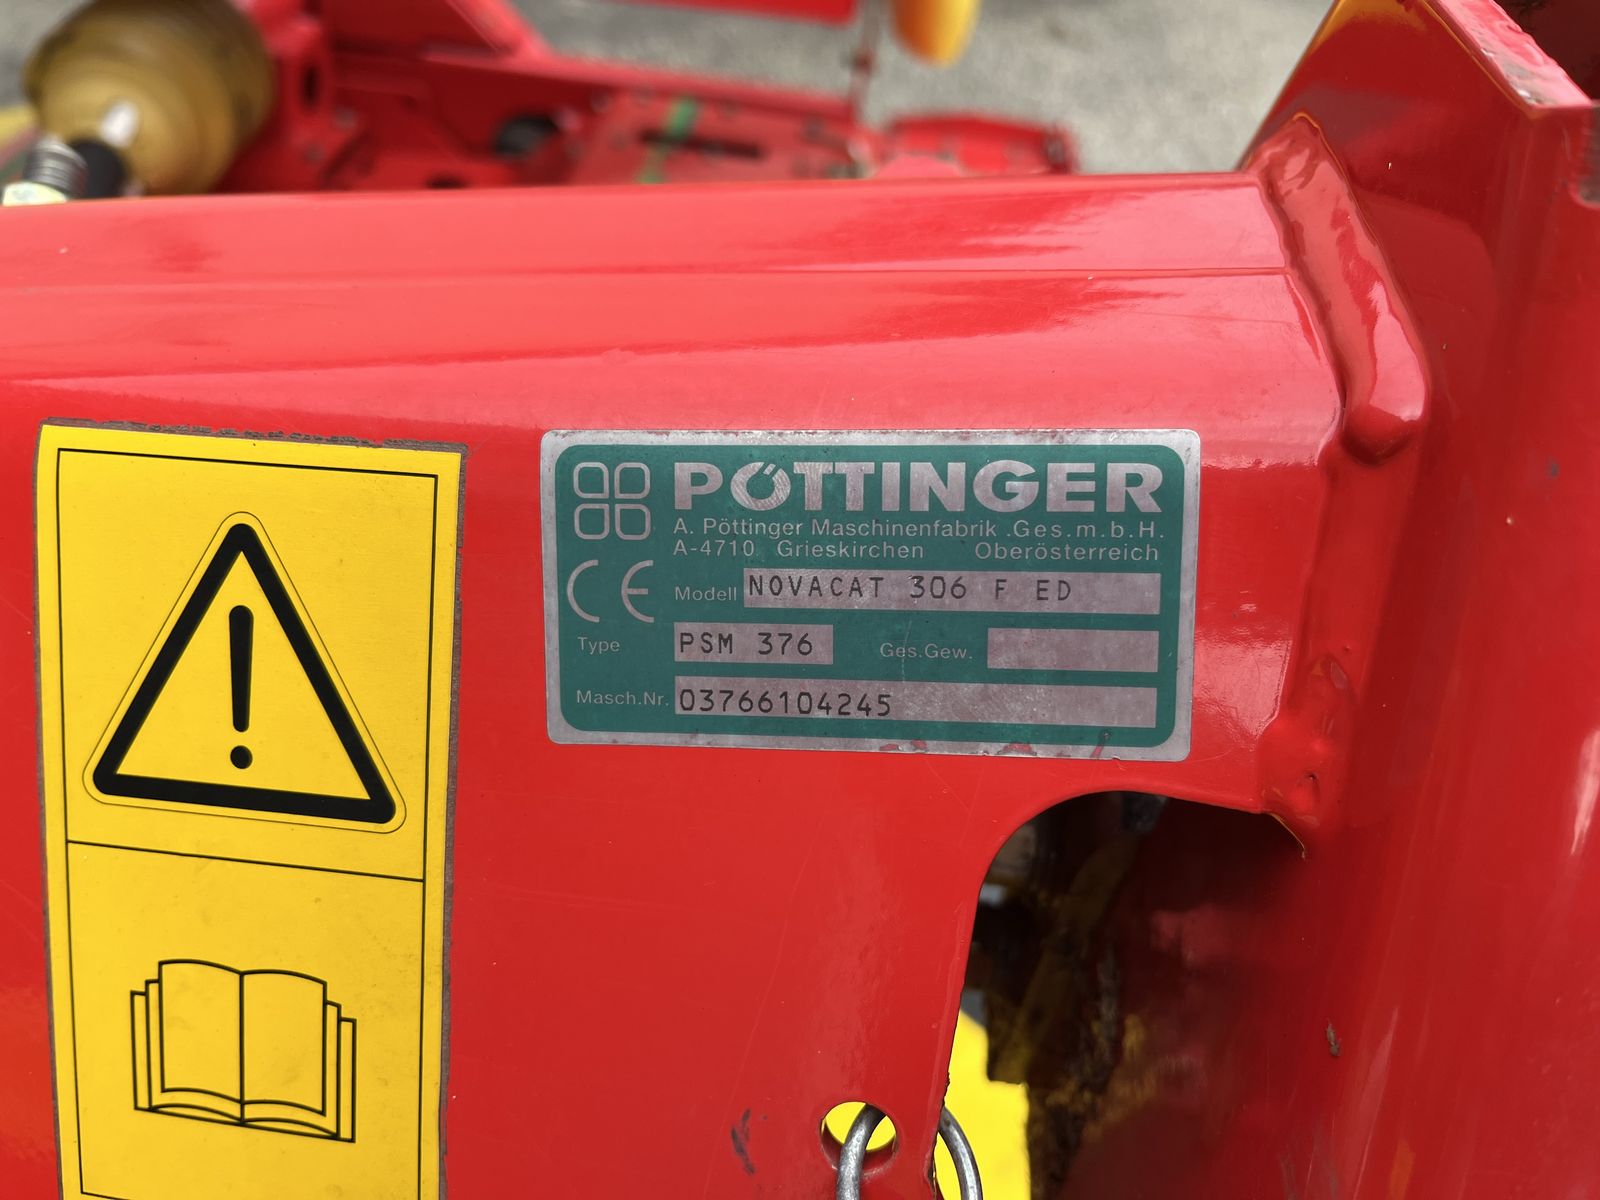 PÖTTINGER
A. Pöttinger Maschinenfabrik .Ges.m.b.H.
A-4710 Grieskirchen Oberösterreich
CE Modell NOVACAT 306 F ED
Type PSM 376 Ges.Gew.
Masch.Nr. 03766104245